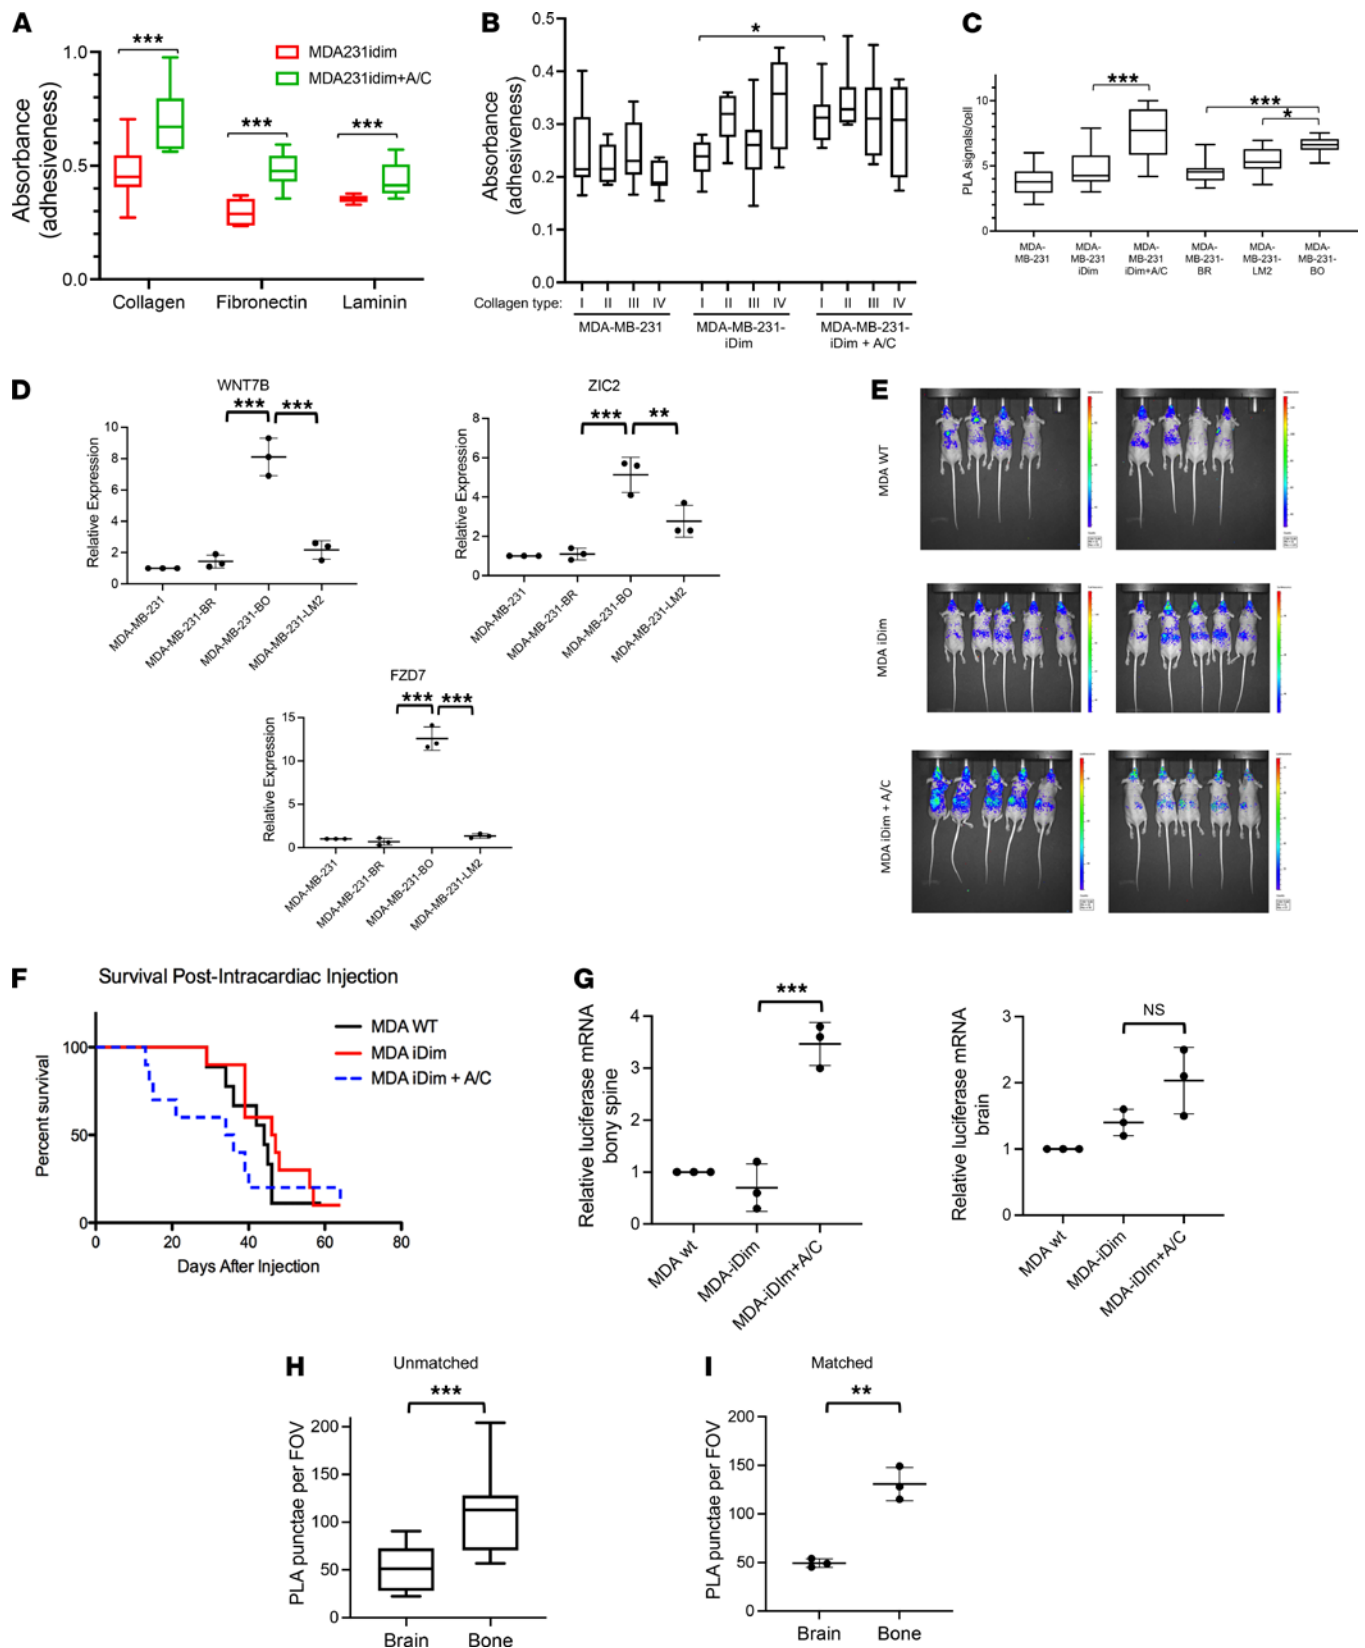 A
***
MDA231idim
MDA231idim+A/C
***
***
Absorbance
(adhesiveness)
1.0
0.5
0.0
Collagen
Fibronectin
Laminin
B
*
Absorbance
(adhesiveness)
0.5
0.4
0.3
0.2
0.1
0.0
Collagen type:
I II III IV
I II III IV
I II III IV
MDA-MB-231
MDA-MB-231-
iDim
MDA-MB-231-
iDim + A/C
C
***
***
*
PLA signals/cell
10
5
0
MDA-
MB-231
MDA-
MB-231
iDim
MDA-
MB-231
iDim+A/C
MDA-
MB-231-
BR
MDA-
MB-231-
LM2
MDA-
MB-231-
BO
D
WNT7B
*** ***
Relative Expression
10
8
6
4
2
0
MDA-MB-231
MDA-MB-231-BR
MDA-MB-231-BO
MDA-MB-231-LM2
ZIC2
*** **
Relative Expression
8
6
4
2
0
MDA-MB-231
MDA-MB-231-BR
MDA-MB-231-BO
MDA-MB-231-LM2
FZD7
*** ***
Relative Expression
15
10
5
0
MDA-MB-231
MDA-MB-231-BR
MDA-MB-231-BO
MDA-MB-231-LM2
E
MDA WT
MDA iDim
MDA iDim + A/C
F
Survival Post-Intracardiac Injection
MDA WT
MDA iDim
MDA iDim + A/C
Percent survival
100
50
0
0 20 40 60 80
Days After Injection
G
***
Relative luciferase mRNA
bony spine
4
3
2
1
0
MDA wt
MDA-iDim
MDA-iDIm+A/C
NS
Relative luciferase mRNA
brain
3
2
1
0
MDA wt
MDA-iDim
MDA-iDIm+A/C
H
Unmatched
***
PLA punctae per FOV
200
150
100
50
0
Brain
Bone
I
Matched
**
PLA punctae per FOV
200
150
100
50
0
Brain
Bone